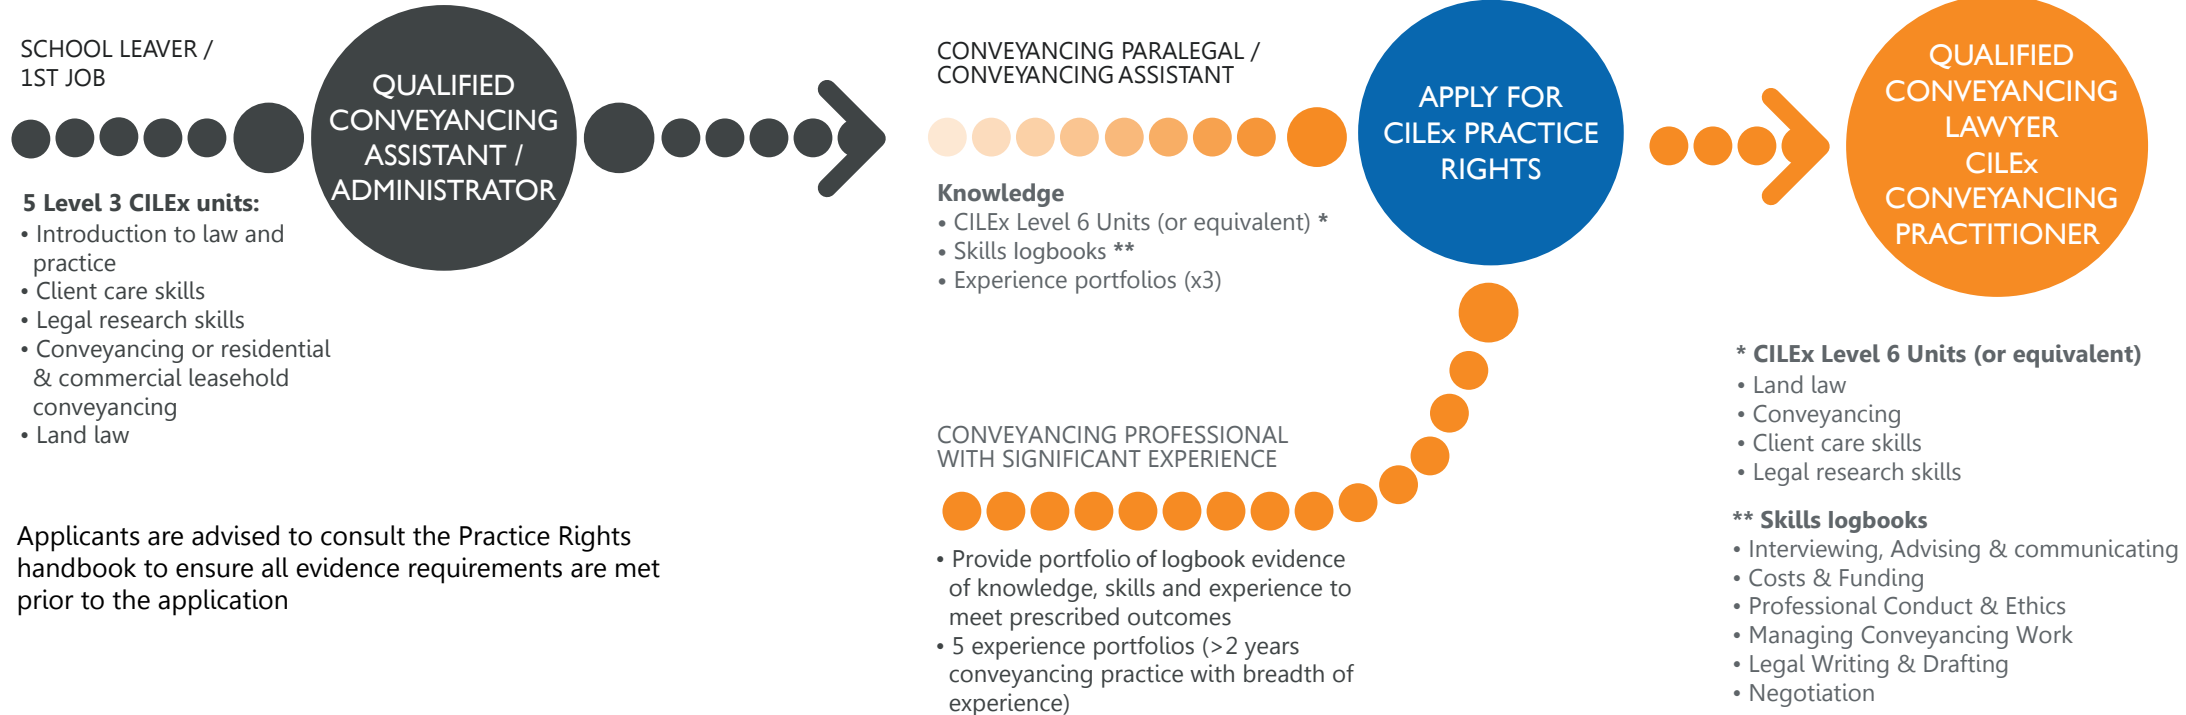 SCHOOL LEAVER /
1ST JOB
QUALIFIED
CONVEYANCING
ASSISTANT /
ADMINISTRATOR
5 Level 3 CILEx units:
• Introduction to law and
practice
• Client care skills
• Legal research skills
• Conveyancing or residential
& commercial leasehold
conveyancing
• Land law
Applicants are advised to consult the Practice Rights
handbook to ensure all evidence requirements are met
prior to the application
CONVEYANCING PARALEGAL /
CONVEYANCING ASSISTANT
Knowledge
• CILEx Level 6 Units (or equivalent) *
• Skills logbooks **
• Experience portfolios (x3)
APPLY FOR
CILEx PRACTICE
RIGHTS
CONVEYANCING PROFESSIONAL
WITH SIGNIFICANT EXPERIENCE
• Provide portfolio of logbook evidence
of knowledge, skills and experience to
meet prescribed outcomes
• 5 experience portfolios (>2 years
conveyancing practice with breadth of
experience)
QUALIFIED
CONVEYANCING
LAWYER
CILEx
CONVEYANCING
PRACTITIONER
* CILEx Level 6 Units (or equivalent)
• Land law
• Conveyancing
• Client care skills
• Legal research skills
** Skills logbooks
• Interviewing, Advising & communicating
• Costs & Funding
• Professional Conduct & Ethics
• Managing Conveyancing Work
• Legal Writing & Drafting
• Negotiation